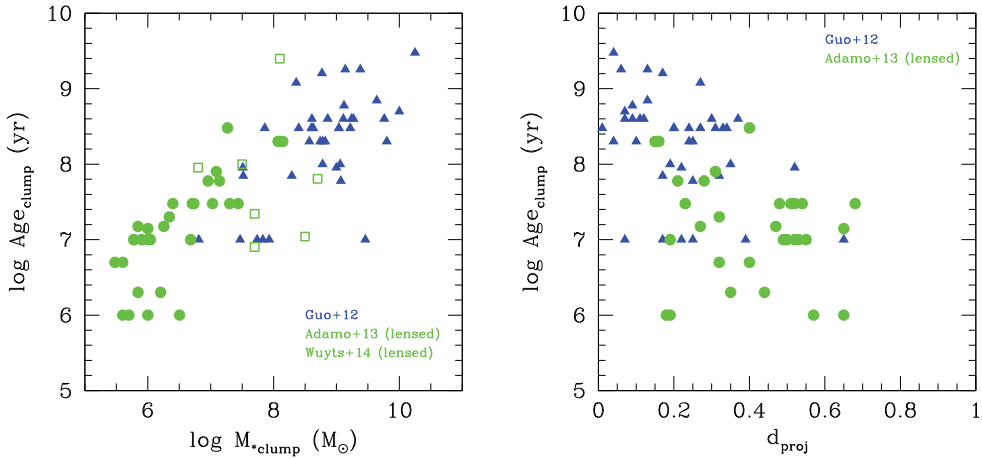 10
9
8
7
6
5
log Age_clump (yr)
Guo+12
Adamo+13 (lensed)
Wuyts+14 (lensed)
6
8
10
log M_*clump (M_⊙)
10
9
8
7
6
5
log Age_clump (yr)
Guo+12
Adamo+13 (lensed)
0
0.2
0.4
0.6
0.8
1
d_proj